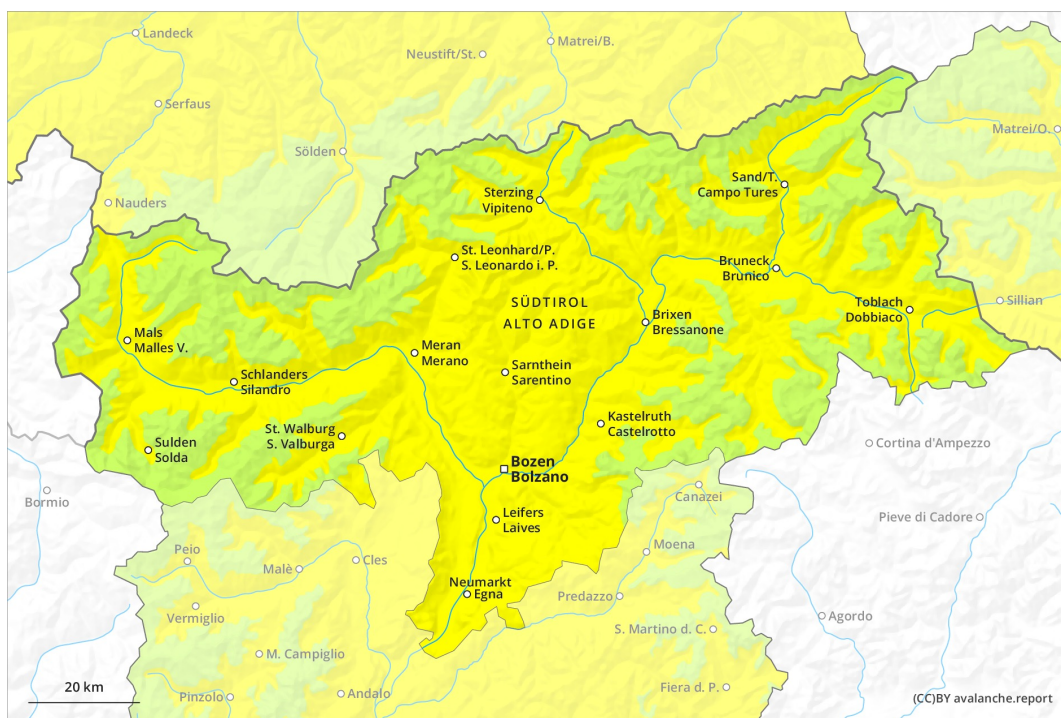 Landeck
Matrei/B.
Neustift/St.
Serfaus
Matrei/O.
Sölden
Sand/T.
Campo Tures
Sterzing
Vipiteno
Nauders
St. Leonhard/P.
S. Leonardo i. P.
Bruneck
Brunico
SÜDTIROL
ALTO ADIGE
Toblach
Dobbiaco
Sillian
Brixen
Bressanone
Mals
Malles V.
Meran
Merano
Sarnthein
Sarentino
Schlanders
Silandro
Kastelruth
Castelrotto
St. Walburg
S. Valburga
Sulden
Solda
Cortina d'Ampezzo
Bozen
Bolzano
Bormio
Canazei
Leifers
Laives
Pieve di Cadore
Moena
Peio
Cles
Malè
Neumarkt
Egna
Predazzo
Vermiglio
Agordo
S. Martino d. C.
M. Campiglio
Fiera d. P.
20 km
Pinzolo
Andalo
(CC)BY avalanche.report